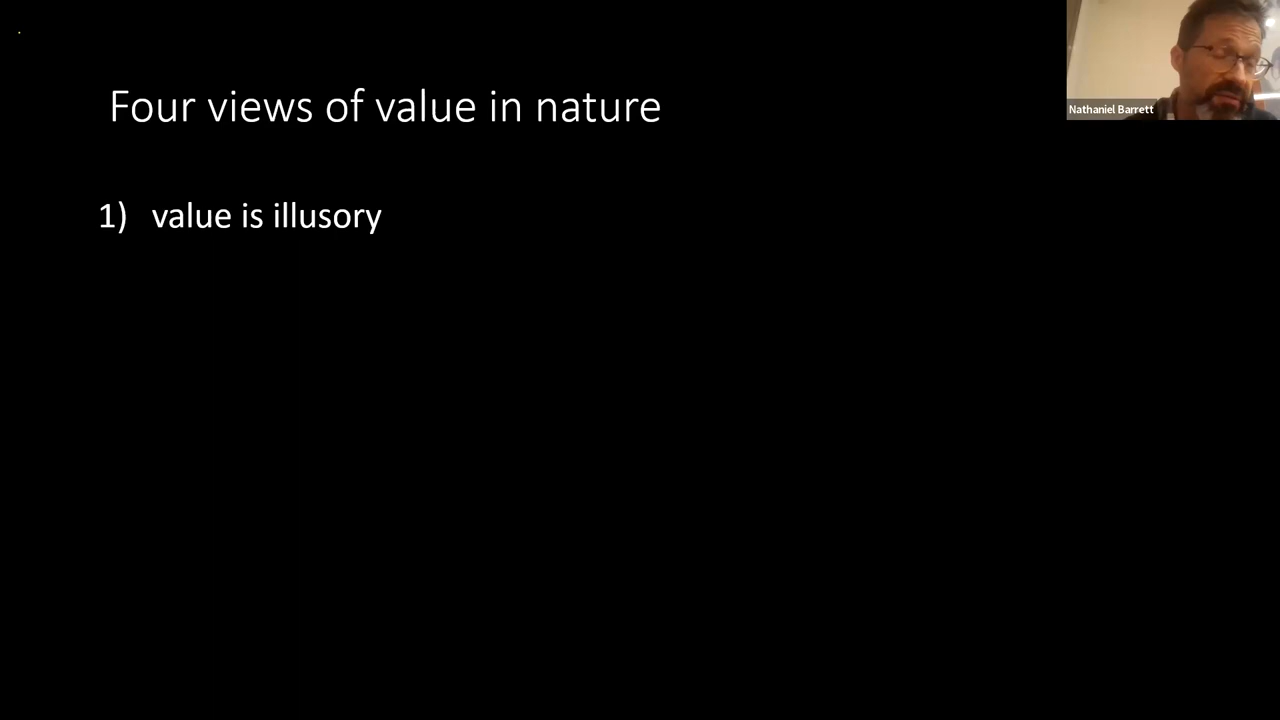 Four views of value in nature
Nathaniel Barrett
1) value is illusory